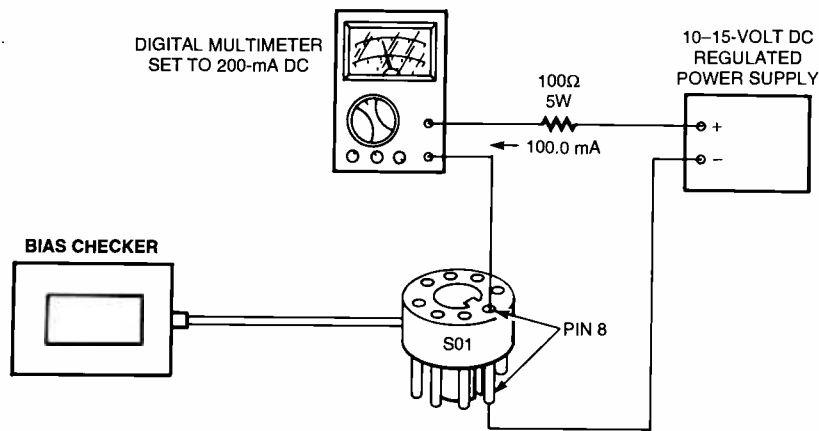 DIGITAL MULTIMETER
SET TO 200-mA DC
10–15-VOLT DC
REGULATED
POWER SUPPLY
100Ω
5W
+
100.0 mA
–
BIAS CHECKER
PIN 8
S01